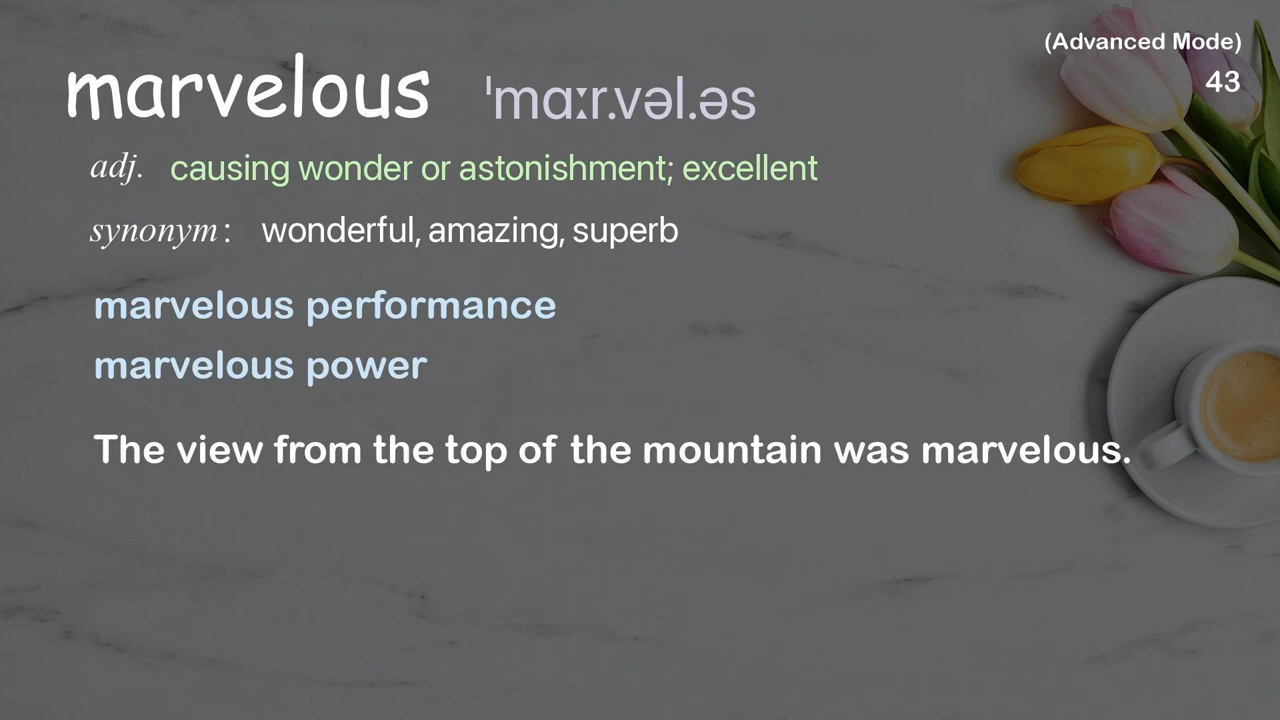 (Advanced Mode)
43
marvelous ˈmɑːr.vəl.əs
adj. causing wonder or astonishment; excellent
synonym: wonderful, amazing, superb
marvelous performance
marvelous power
The view from the top of the mountain was marvelous.